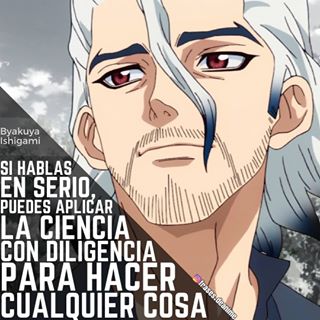 Byakuya
Ishigami
SI HABLAS
EN SERIO,
PUEDES APLICAR
LA CIENCIA
CON DILIGENCIA
PARA HACER
CUALQUIER COSA